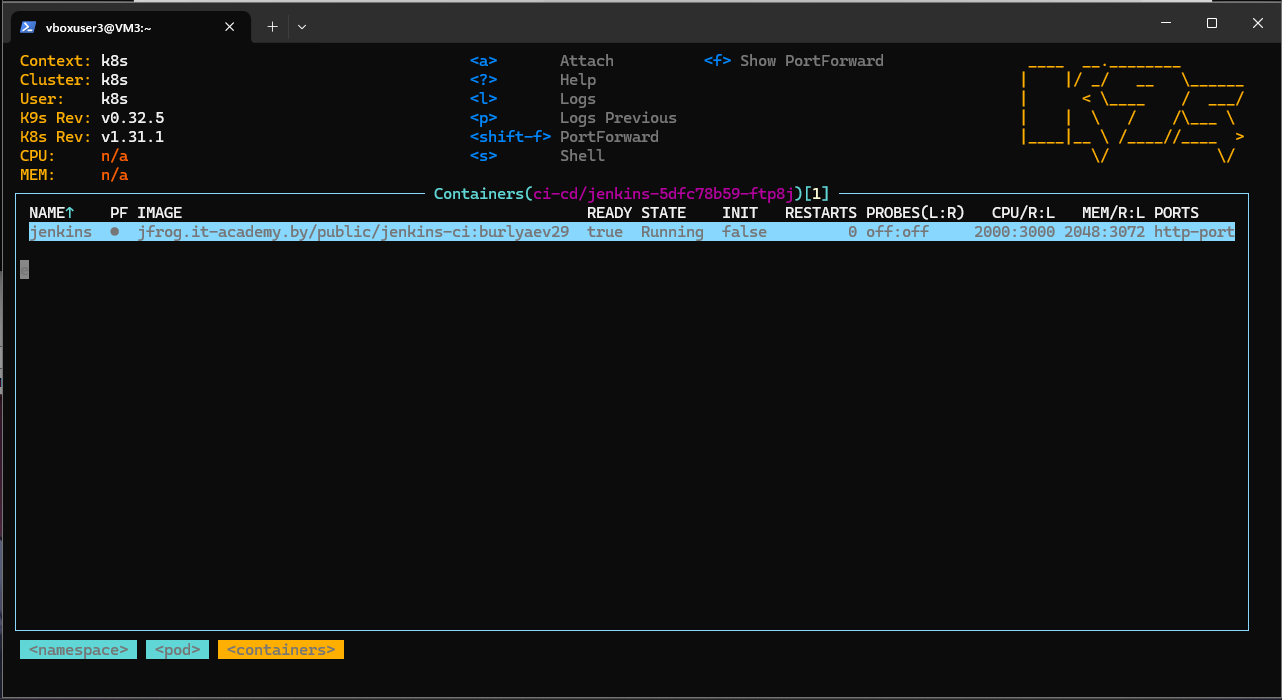 vboxuser3@VM3:~
Context: k8s <a> Attach <f> Show PortForward
Cluster: k8s <?> Help
User: k8s <l> Logs
K9s Rev: v0.32.5 <p> Logs Previous
K8s Rev: v1.31.1 <shift-f> PortForward
CPU: n/a <s> Shell
MEM: n/a
Containers(ci-cd/jenkins-5dfc78b59-ftp8j)[1]
NAME↑ PF IMAGE READY STATE INIT RESTARTS PROBES(L:R) CPU/R:L MEM/R:L PORTS
jenkins ● jfrog.it-academy.by/public/jenkins-ci:burlyaev29 true Running false 0 off:off 2000:3000 2048:3072 http-port
<namespace> <pod> <containers>